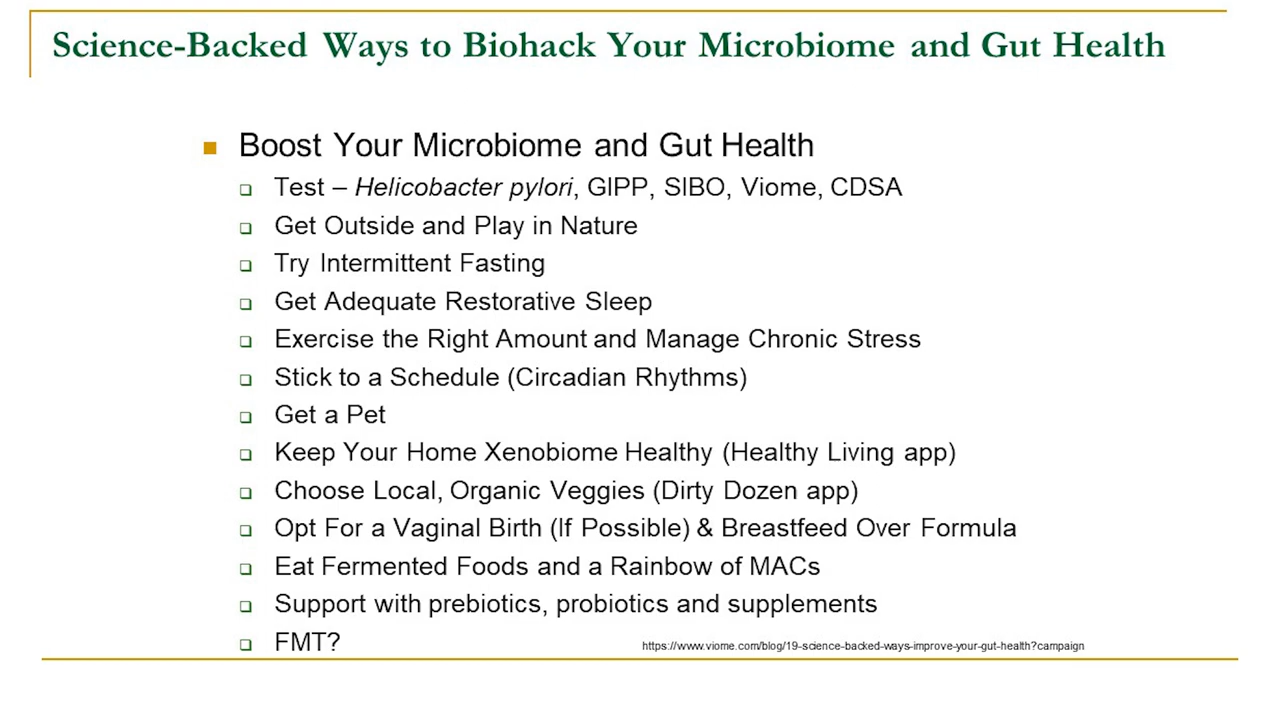 Science-Backed Ways to Biohack Your Microbiome and Gut Health
Boost Your Microbiome and Gut Health
Test – Helicobacter pylori, GIPP, SIBO, Viome, CDSA
Get Outside and Play in Nature
Try Intermittent Fasting
Get Adequate Restorative Sleep
Exercise the Right Amount and Manage Chronic Stress
Stick to a Schedule (Circadian Rhythms)
Get a Pet
Keep Your Home Xenobiome Healthy (Healthy Living app)
Choose Local, Organic Veggies (Dirty Dozen app)
Opt For a Vaginal Birth (If Possible) & Breastfeed Over Formula
Eat Fermented Foods and a Rainbow of MACs
Support with prebiotics, probiotics and supplements
FMT?
https://www.viome.com/blog/19-science-backed-ways-improve-your-gut-health?campaign